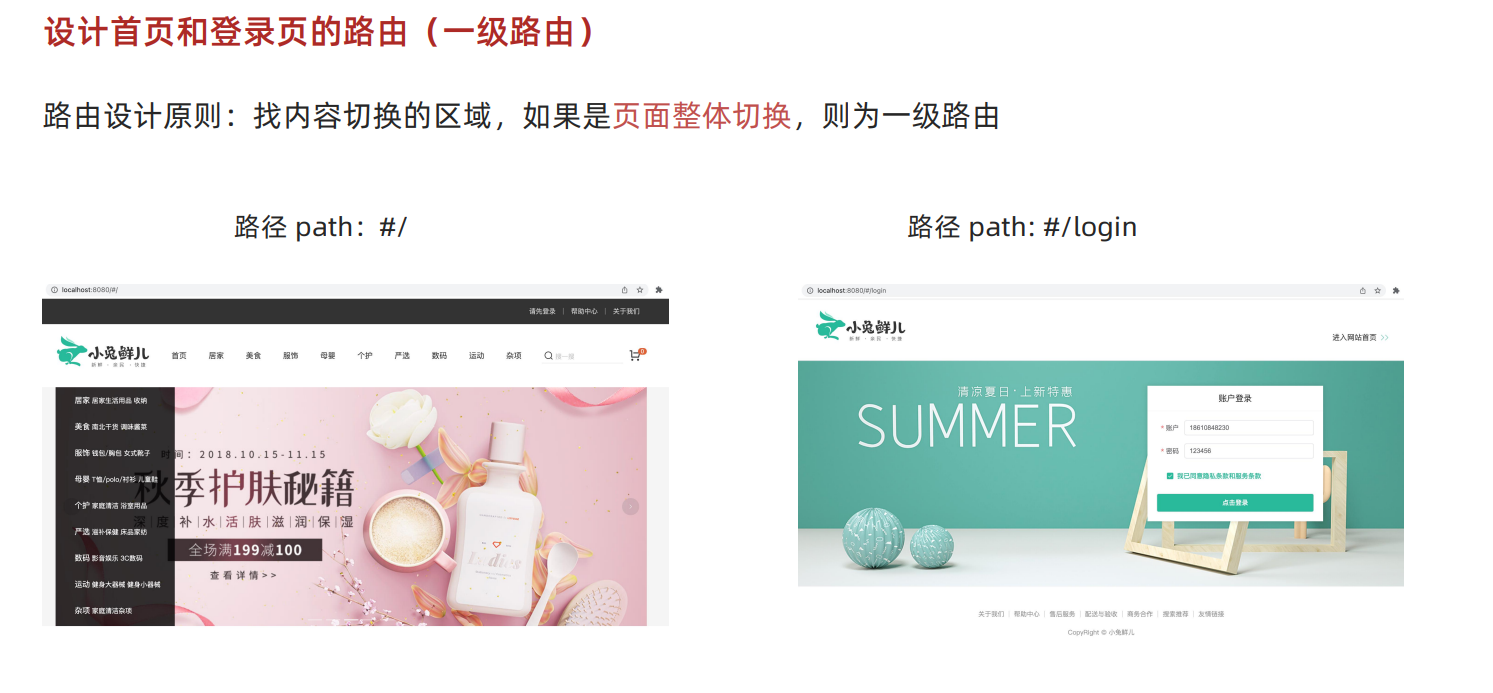 设计首页和登录页的路由（一级路由）
路由设计原则：找内容切换的区域，如果是页面整体切换，则为一级路由
路径 path：#/
路径 path: #/login
localhost:8080/#/
请先登录 | 帮助中心 | 关于我们
小兔鲜儿
新鲜 · 亲民 · 快捷
首页 居家 美食 服饰 母婴 个护 严选 数码 运动 杂项
搜一搜
0
居家 居家生活用品 收纳
美食 南北干货 调味酱菜
服饰 钱包/胸包 女式靴子
母婴 T恤/polo/衬衫 儿童鞋
个护 家庭清洁 浴室用品
严选 滋补保健 床品家纺
数码 影音娱乐 3C数码
运动 健身大器械 健身小器械
杂项 家庭清洁杂项
时间：2018.10.15-11.15
秋季护肤秘籍
深|度|补|水|活|肤|滋|润|保|湿
全场满199减100
查看详情>>
localhost:8080/#/login
小兔鲜儿
新鲜 · 亲民 · 快捷
进入网站首页
清凉夏日·上新特惠
SUMMER
账户登录
* 账户 18610848230
* 密码 123456
我已同意隐私条款和服务条款
点击登录
关于我们 | 帮助中心 | 售后服务 | 配送与验收 | 商务合作 | 搜索推荐 | 友情链接
CopyRight © 小兔鲜儿